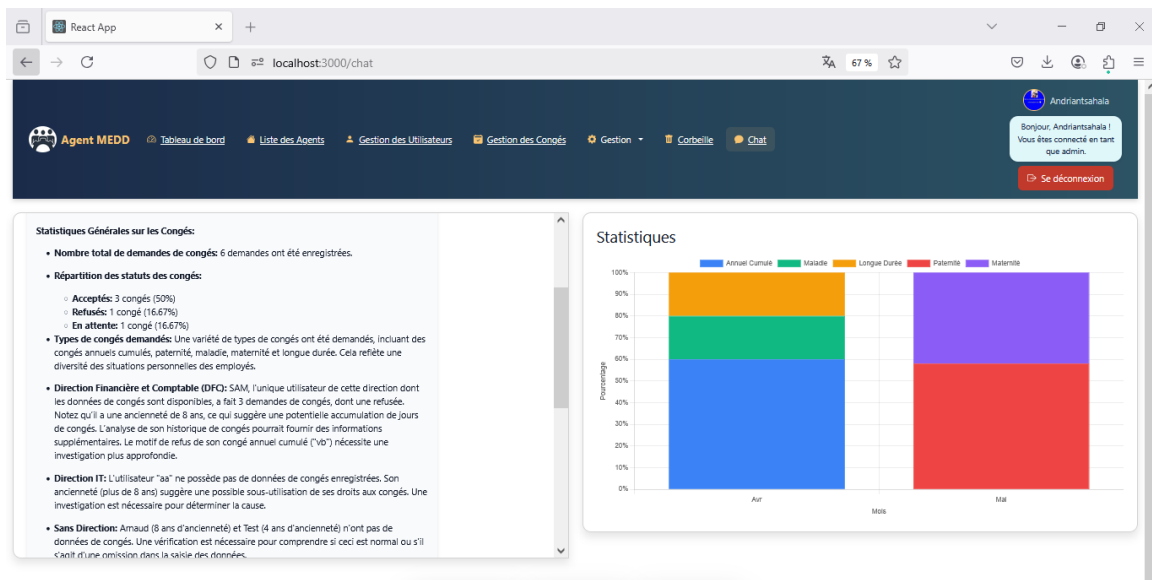 React App
localhost:3000/chat
67 %
Andriantsahala
Agent MEDD
Tableau de bord
Liste des Agents
Gestion des Utilisateurs
Gestion des Congés
Gestion
Corbeille
Chat
Bonjour, Andriantsahala !
Vous êtes connecté en tant
que admin.
Se déconnexion
Statistiques Générales sur les Congés:
Nombre total de demandes de congés: 6 demandes ont été enregistrées.
Répartition des statuts des congés:
Acceptés: 3 congés (50%)
Refusés: 1 congé (16.67%)
En attente: 1 congé (16.67%)
Types de congés demandés: Une variété de types de congés ont été demandés, incluant des
congés annuels cumulés, paternité, maladie, maternité et longue durée. Cela reflète une
diversité des situations personnelles des employés.
Direction Financière et Comptable (DFC): SAM, l'unique utilisateur de cette direction dont
les données de congés sont disponibles, a fait 3 demandes de congés, dont une refusée.
Notez qu'il a une ancienneté de 8 ans, ce qui suggère une potentielle accumulation de jours
de congés. L'analyse de son historique de congés pourrait fournir des informations
supplémentaires. Le motif de refus de son congé annuel cumulé ("vb") nécessite une
investigation plus approfondie.
Direction IT: L'utilisateur "aa" ne possède pas de données de congés enregistrées. Son
ancienneté (plus de 8 ans) suggère une possible sous-utilisation de ses droits aux congés. Une
investigation est nécessaire pour déterminer la cause.
Sans Direction: Arnaud (8 ans d'ancienneté) et Test (4 ans d'ancienneté) n'ont pas de
données de congés. Une vérification est nécessaire pour comprendre si ceci est normal ou s'il
s'agit d'une omission dans la saisie des données.
Statistiques
Annuel Cumulé
Maladie
Longue Durée
Paternité
Maternité
100%
90%
80%
70%
60%
50%
40%
30%
20%
10%
0%
Pourcentage
Avr
Mai
Mois